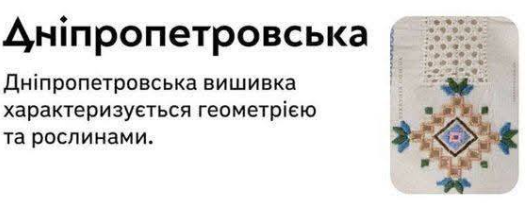 Дніпропетровська
Дніпропетровська вишивка
характеризується геометрією
та рослинами.